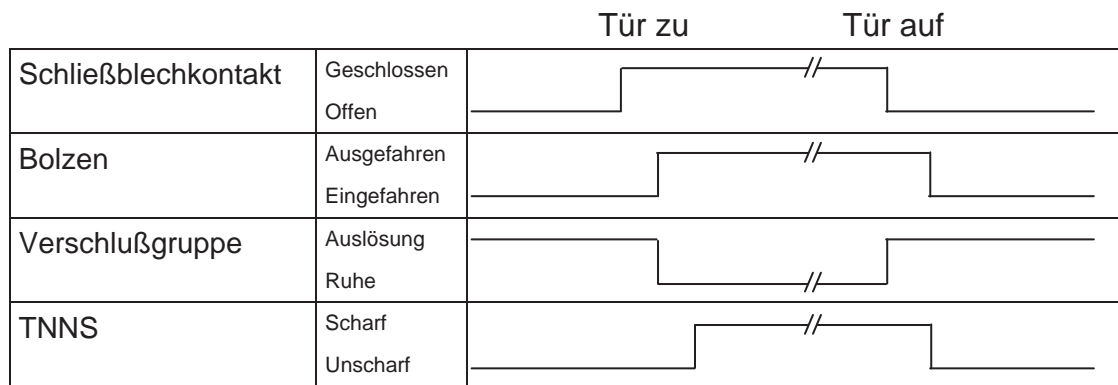 Tür zu Tür auf
Schließblechkontakt Geschlossen
Offen
Bolzen Ausgefahren
Eingefahren
Verschlußgruppe Auslösung
Ruhe
TNNS Scharf
Unscharf